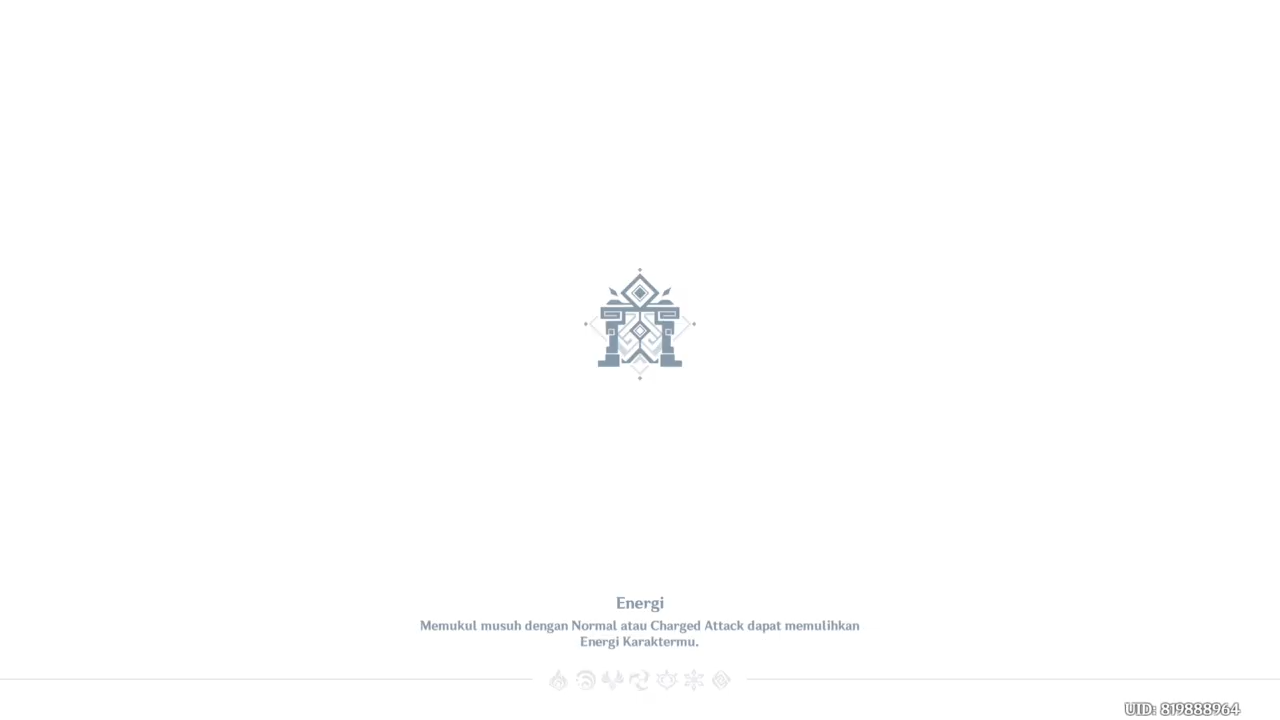 Energi
Memukul musuh dengan Normal atau Charged Attack dapat memulihkan
Energi Karaktermu.
UID: 819888964